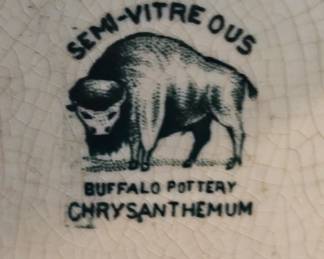 SEMI-VITREOUS
BUFFALO POTTERY
CHRYSANTHEMUM